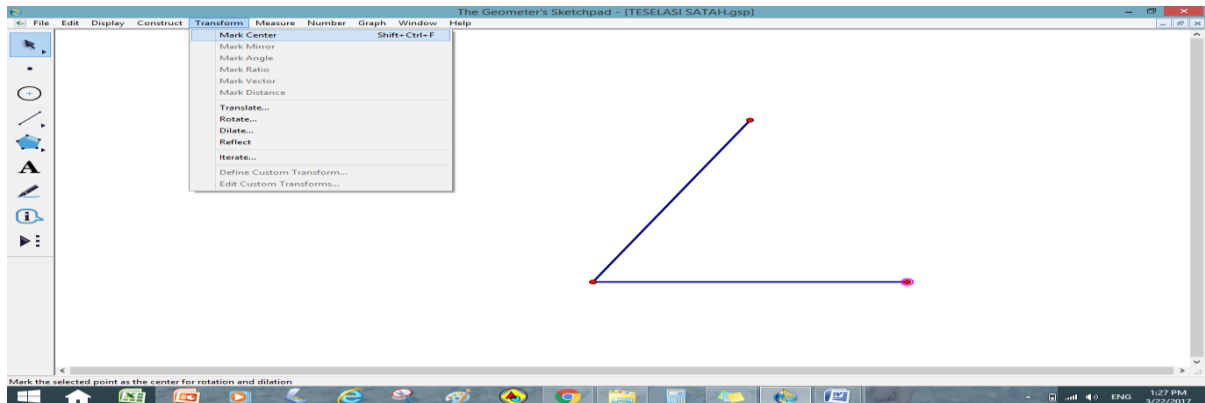 The Geometer's Sketchpad - [TESELASI SATAH.gsp]
File Edit Display Construct Transform Measure Number Graph Window Help
Mark Center Shift+Ctrl+F
Mark Mirror
Mark Angle
Mark Ratio
Mark Vector
Mark Distance
Translate...
Rotate...
Dilate...
Reflect
Iterate...
Define Custom Transform...
Edit Custom Transforms...
A
Mark the selected point as the center for rotation and dilation
ENG
1:27 PM
3/22/2017